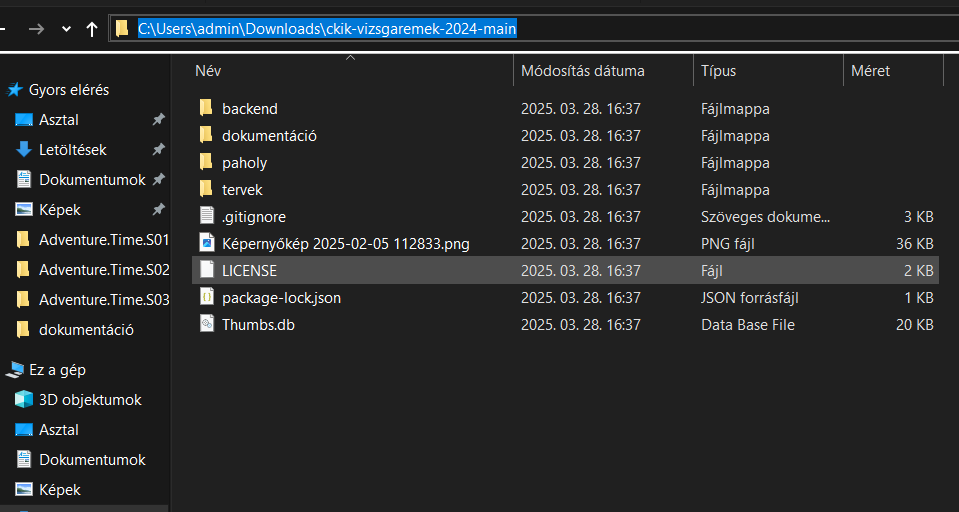 C:\Users\admin\Downloads\ckik-vizsgaremek-2024-main
Név Módosítás dátuma Típus Méret
Gyors elérés
Asztal
Letöltések
Dokumentumok
Képek
Adventure.Time.S01
Adventure.Time.S02
Adventure.Time.S03
dokumentáció
Ez a gép
3D objektumok
Asztal
Dokumentumok
Képek
backend 2025. 03. 28. 16:37 Fájlmappa
dokumentáció 2025. 03. 28. 16:37 Fájlmappa
paholy 2025. 03. 28. 16:37 Fájlmappa
tervek 2025. 03. 28. 16:37 Fájlmappa
.gitignore 2025. 03. 28. 16:37 Szöveges dokume... 3 KB
Képernyőkép 2025-02-05 112833.png 2025. 03. 28. 16:37 PNG fájl 36 KB
LICENSE 2025. 03. 28. 16:37 Fájl 2 KB
package-lock.json 2025. 03. 28. 16:37 JSON forrásfájl 1 KB
Thumbs.db 2025. 03. 28. 16:37 Data Base File 20 KB